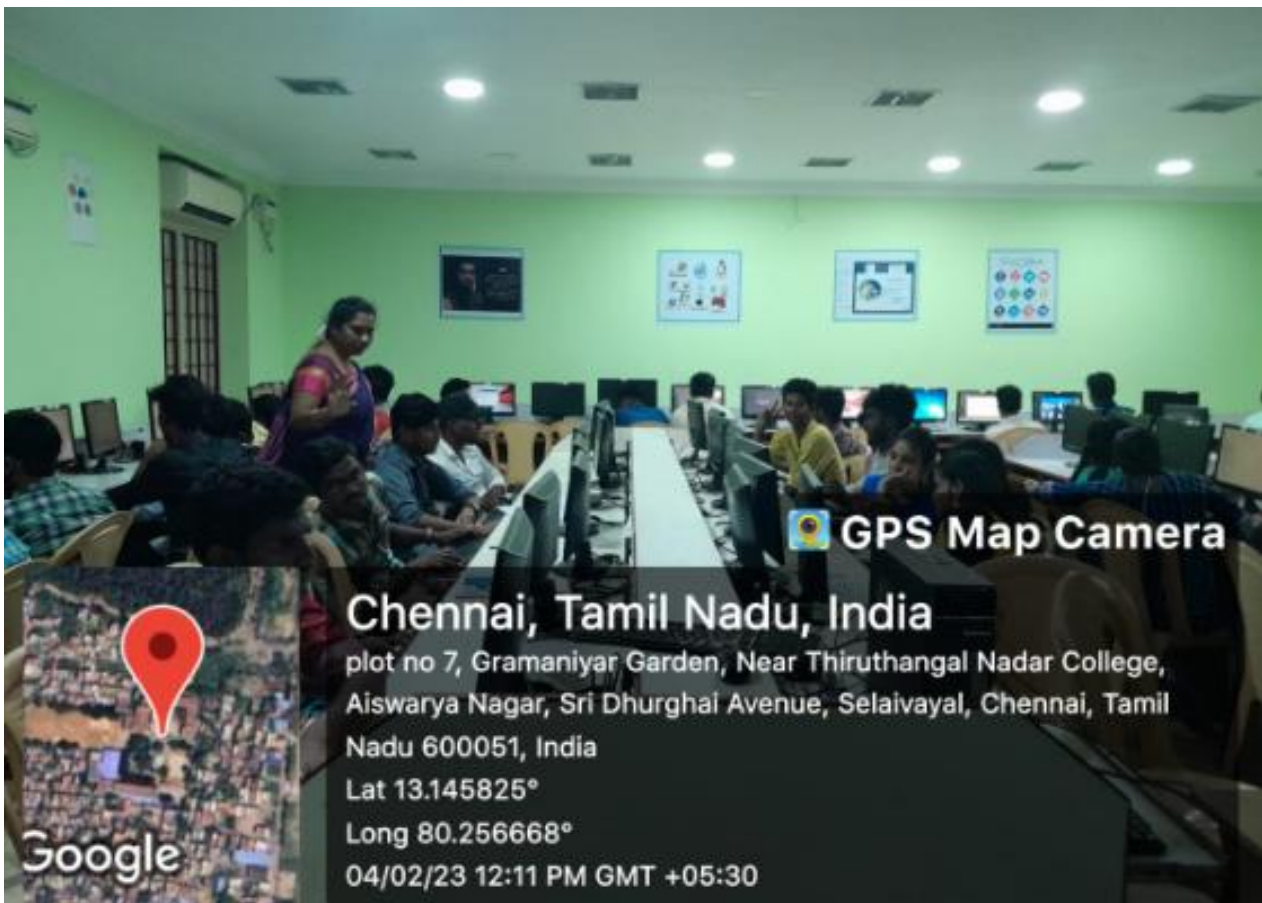 GPS Map Camera
Chennai, Tamil Nadu, India
plot no 7, Gramaniyar Garden, Near Thiruthangal Nadar College,
Aiswarya Nagar, Sri Dhurghai Avenue, Selaivayal, Chennai, Tamil
Nadu 600051, India
Lat 13.145825°
Long 80.256668°
04/02/23 12:11 PM GMT +05:30
Google